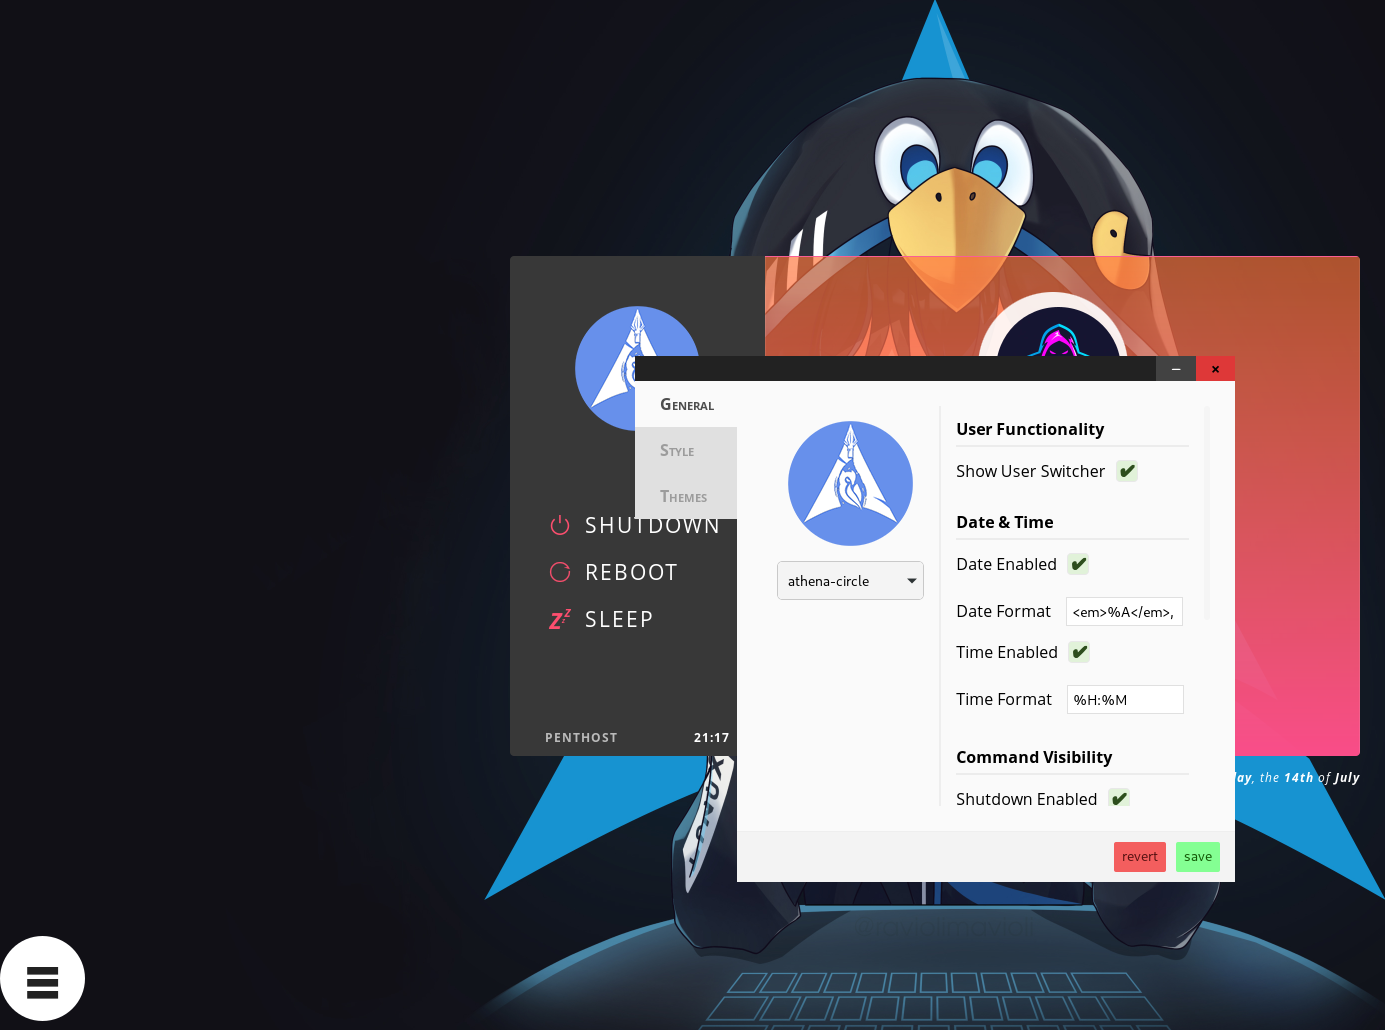 SHUTDOWN
REBOOT
SLEEP
PENTHOST
21:17
– ×
General
Style
Themes
athena-circle
User Functionality
Show User Switcher ✔
Date & Time
Date Enabled ✔
Date Format <em>%A</em>,
Time Enabled ✔
Time Format %H:%M
Command Visibility
Shutdown Enabled ✔
revert save
the 14th of July